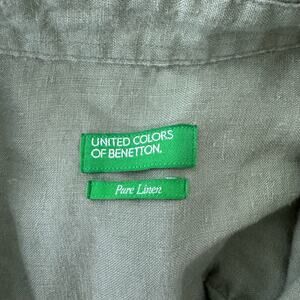 UNITED COLORS
OF BENETTON.
Pure Linen